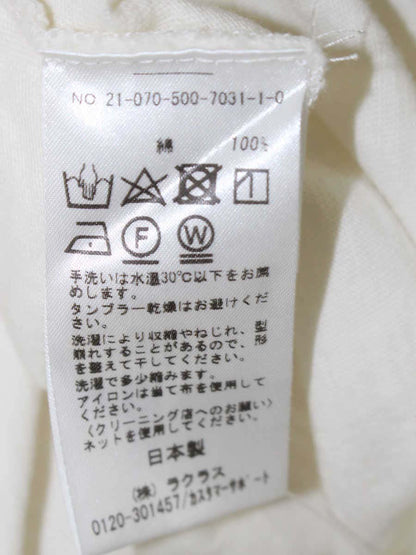 NO 21-070-500-7031-1-0
綿 100%
F
W
手洗いは水温30℃以下をお薦
めします。
タンブラー乾燥はお避けくだ
さい。
洗濯により収縮やねじれ、型
崩れすることがあるので、形
を整えて干してください。
洗濯で多少縮みます。
アイロンは当て布を使用して
ください。
〈クリーニング店へのお願い〉
ネットを使用してください。
日本製
(株) ラクラス
0120-301457/カスタマーサポート